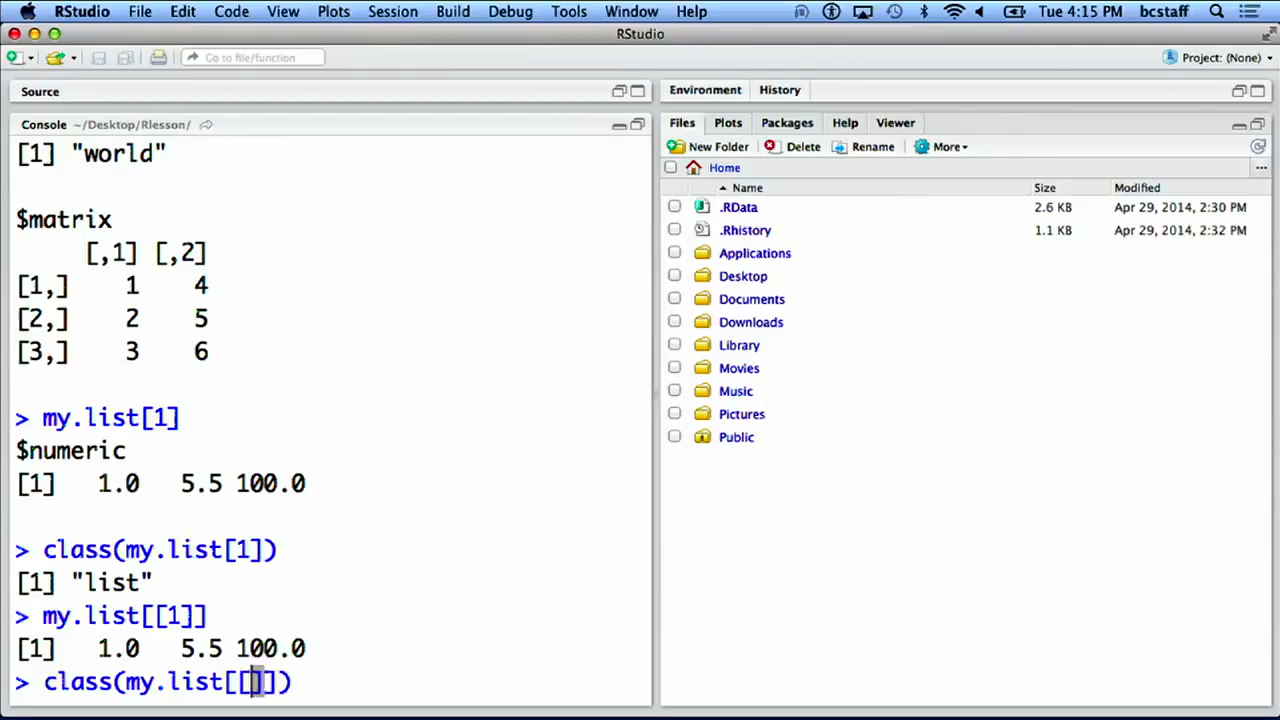 RStudio File Edit Code View Plots Session Build Debug Tools Window Help Tue 4:15 PM bcstaff
RStudio
Go to file/function Project: (None)
Source
Console ~/Desktop/Rlesson/
[1] "world"
$matrix
[,1] [,2]
[1,] 1 4
[2,] 2 5
[3,] 3 6
> my.list[1]
$numeric
[1] 1.0 5.5 100.0
> class(my.list[1])
[1] "list"
> my.list[[1]]
[1] 1.0 5.5 100.0
> class(my.list[[]])
Environment History
Files Plots Packages Help Viewer
New Folder Delete Rename More
Home ...
Name Size Modified
.RData 2.6 KB Apr 29, 2014, 2:30 PM
.Rhistory 1.1 KB Apr 29, 2014, 2:32 PM
Applications
Desktop
Documents
Downloads
Library
Movies
Music
Pictures
Public